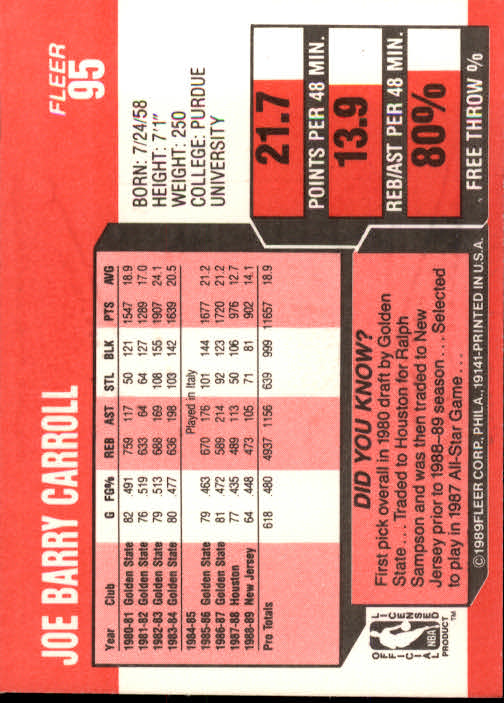 FLEER
95
JOE BARRY CARROLL
BORN: 7/24/58
HEIGHT: 7'1"
WEIGHT: 250
COLLEGE: PURDUE
UNIVERSITY
21.7
POINTS PER 48 MIN.
13.9
REB/AST PER 48 MIN.
80%
FREE THROW %
Year Club G FG% REB AST STL BLK PTS AVG
1980-81 Golden State 82 .491 759 117 50 121 1547 18.9
1981-82 Golden State 76 .519 633 64 64 127 1289 17.0
1982-83 Golden State 79 .513 688 169 108 155 1907 24.1
1983-84 Golden State 80 .477 636 198 103 142 1639 20.5
1984-85 Played in Italy
1985-86 Golden State 79 .463 670 176 101 144 1677 21.2
1986-87 Golden State 81 .472 589 214 92 123 1720 21.2
1987-88 Houston 77 .435 489 113 50 106 976 12.7
1988-89 New Jersey 64 .448 473 105 71 81 902 14.1
Pro Totals 618 .480 4937 1156 639 999 11657 18.9
DID YOU KNOW?
First pick overall in 1980 draft by Golden
State ... Traded to Houston for Ralph
Sampson and was then traded to New
Jersey prior to 1988-89 season ... Selected
to play in 1987 All-Star Game ...
OFFICIAL LICENSED
NBA
PRODUCT™
©1989FLEER CORP., PHILA., 19141-PRINTED IN U.S.A.